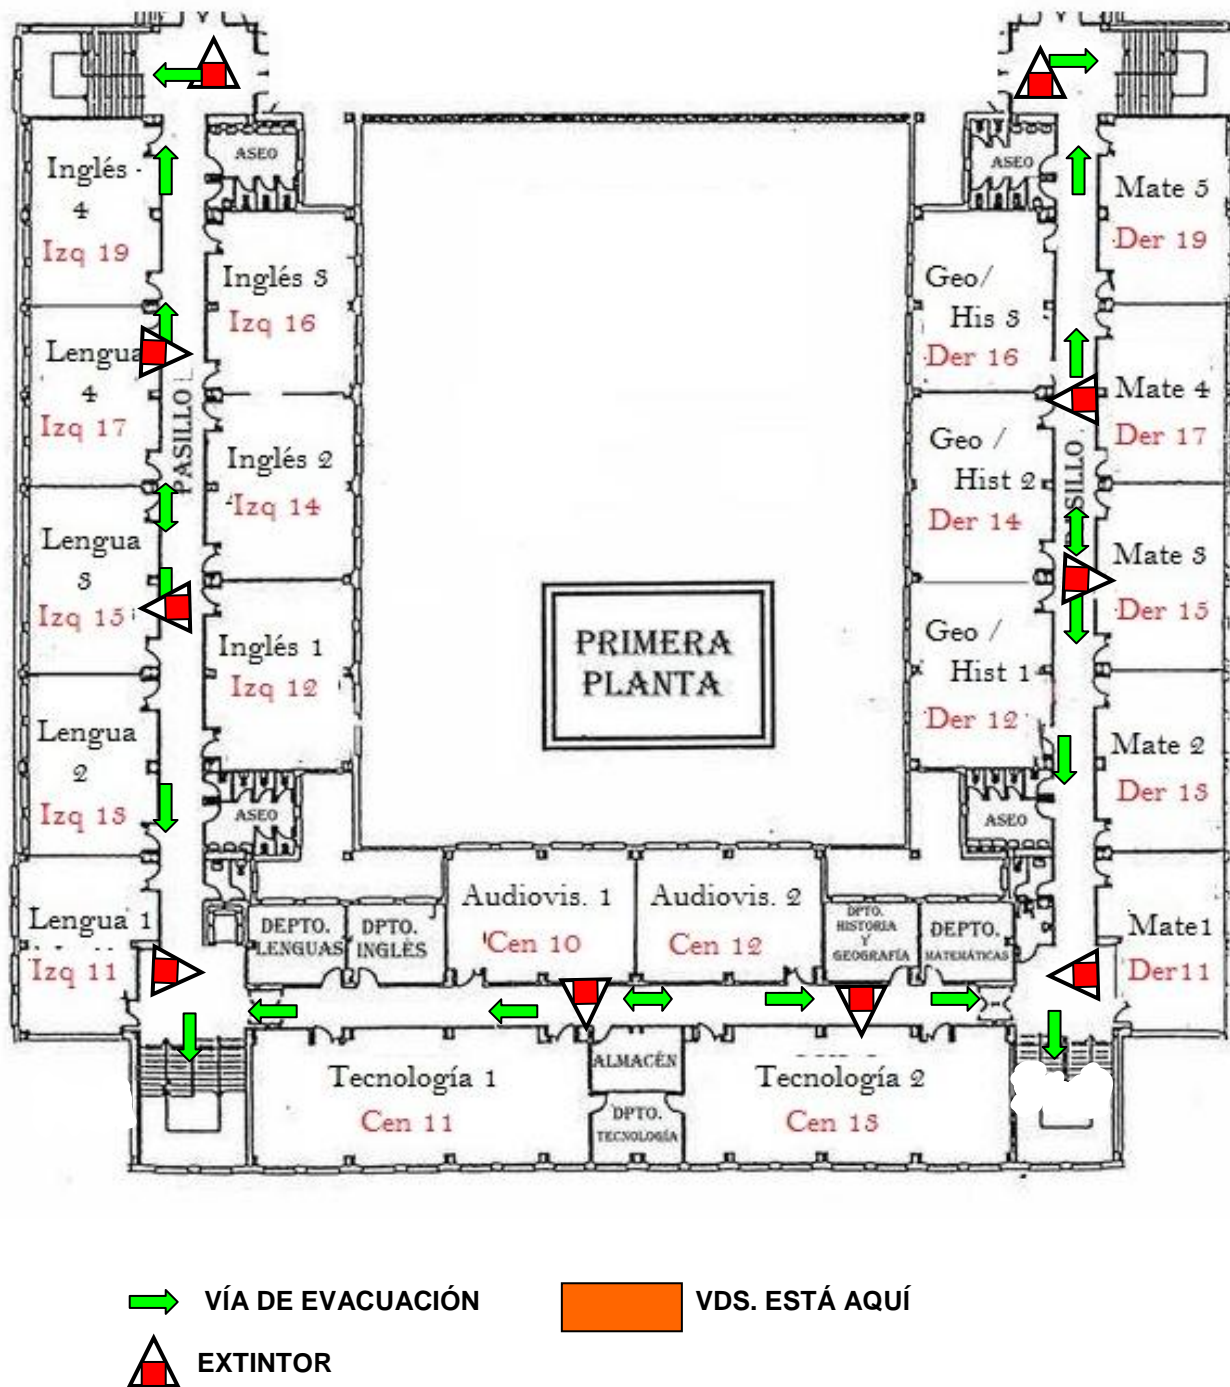 ASEO
Inglés
4
Izq 19
Inglés 3
Izq 16
Lengua
4
Izq 17
PASILLO
Inglés 2
Izq 14
Lengua
3
Izq 15
Inglés 1
Izq 12
Lengua
2
Izq 13
ASEO
Lengua 1
Izq 11
ASEO
Mate 5
Der 19
Geo/
His 3
Der 16
Mate 4
Der 17
Geo /
Hist 2
Der 14
SILLO
Mate 3
Der 15
Geo /
Hist 1
Der 12
Mate 2
Der 13
ASEO
Mate1
Der11
PRIMERA
PLANTA
DEPTO.
LENGUAS
DPTO.
INGLÉS
Audiovis. 1
Cen 10
Audiovis. 2
Cen 12
DPTO.
HISTORIA
Y
GEOGRAFÍA
DEPTO.
MATEMÁTICAS
Tecnología 1
Cen 11
ALMACÉN
DPTO.
TECNOLOGÍA
Tecnología 2
Cen 13
VÍA DE EVACUACIÓN
VDS. ESTÁ AQUÍ
EXTINTOR